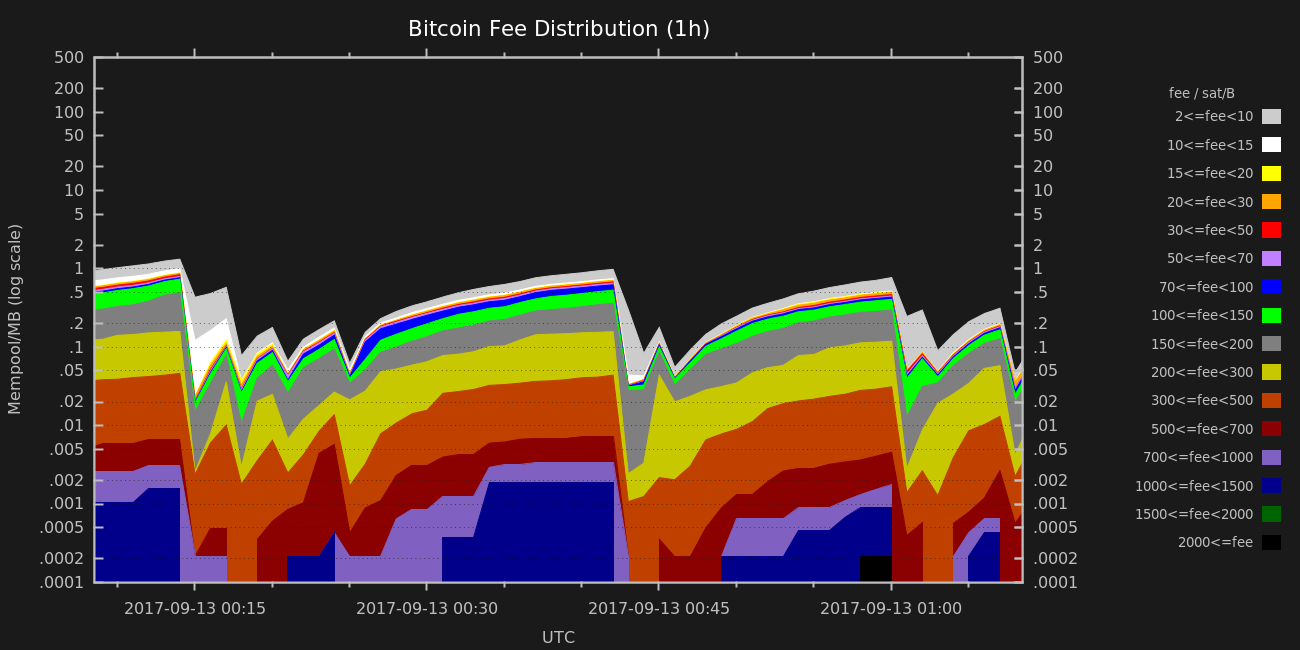 Bitcoin Fee Distribution (1h)
500 500
200 200
100 100
50 50
20 20
10 10
5 5
2 2
1 1
.5 .5
.2 .2
.1 .1
.05 .05
.02 .02
.01 .01
.005 .005
.002 .002
.001 .001
.0005 .0005
.0002 .0002
.0001 .0001
Mempool/MB (log scale)
2017-09-13 00:15 2017-09-13 00:30 2017-09-13 00:45 2017-09-13 01:00
UTC
fee / sat/B
2<=fee<10
10<=fee<15
15<=fee<20
20<=fee<30
30<=fee<50
50<=fee<70
70<=fee<100
100<=fee<150
150<=fee<200
200<=fee<300
300<=fee<500
500<=fee<700
700<=fee<1000
1000<=fee<1500
1500<=fee<2000
2000<=fee